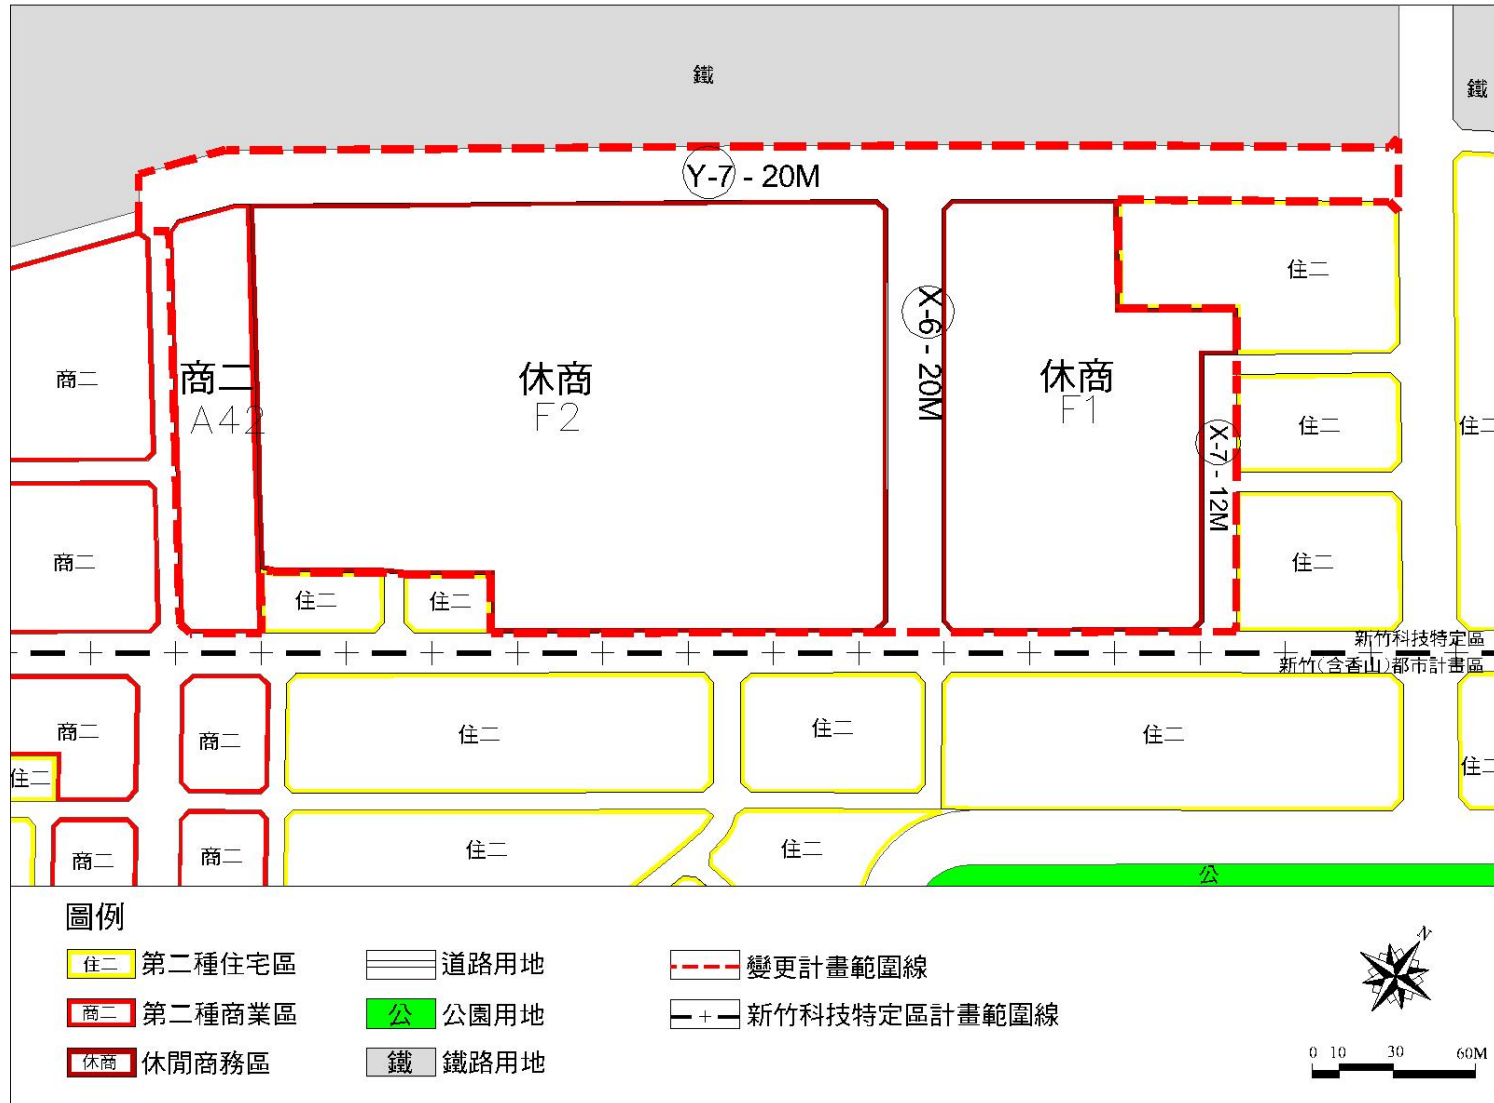 鐵
鐵
Y-7 - 20M
住二
X-6 - 20M
商二
商二
A42
休商
F2
休商
F1
住二
住二
X-7 - 12M
商二
住二
住二
住二
新竹科技特定區
新竹(含香山)都市計畫區
商二
商二
住二
住二
住二
住二
住二
商二
商二
住二
住二
公
圖例
住二 第二種住宅區
道路用地
變更計畫範圍線
商二 第二種商業區
公 公園用地
新竹科技特定區計畫範圍線
休商 休閒商務區
鐵 鐵路用地
N
0 10 30 60M